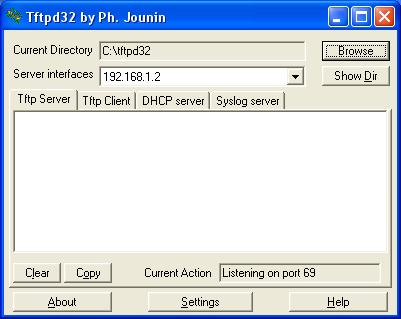 Tftpd32 by Ph. Jounin
Current Directory C:\tftpd32 Browse
Server interfaces 192.168.1.2 Show Dir
Tftp Server Tftp Client DHCP server Syslog server
Clear Copy Current Action Listening on port 69
About Settings Help